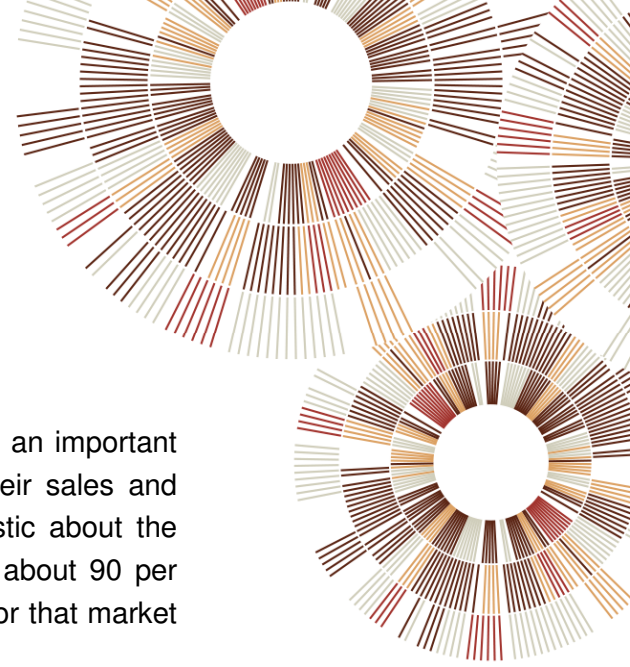 an important
eir sales and
stic about the
about 90 per
or that market